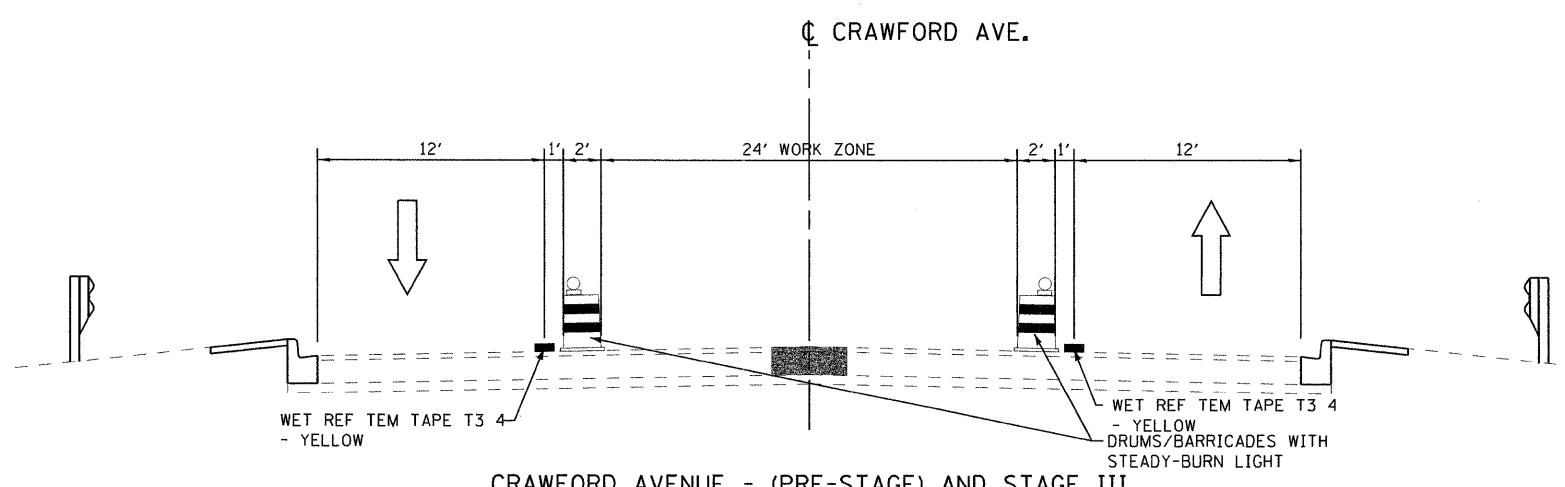 ℄ CRAWFORD AVE.
12' 1' 2' 24' WORK ZONE 2' 1' 12'
WET REF TEM TAPE T3 4
- YELLOW
WET REF TEM TAPE T3 4
- YELLOW
DRUMS/BARRICADES WITH
STEADY-BURN LIGHT
CRAWFORD AVENUE - (PRE-STAGE) AND STAGE III